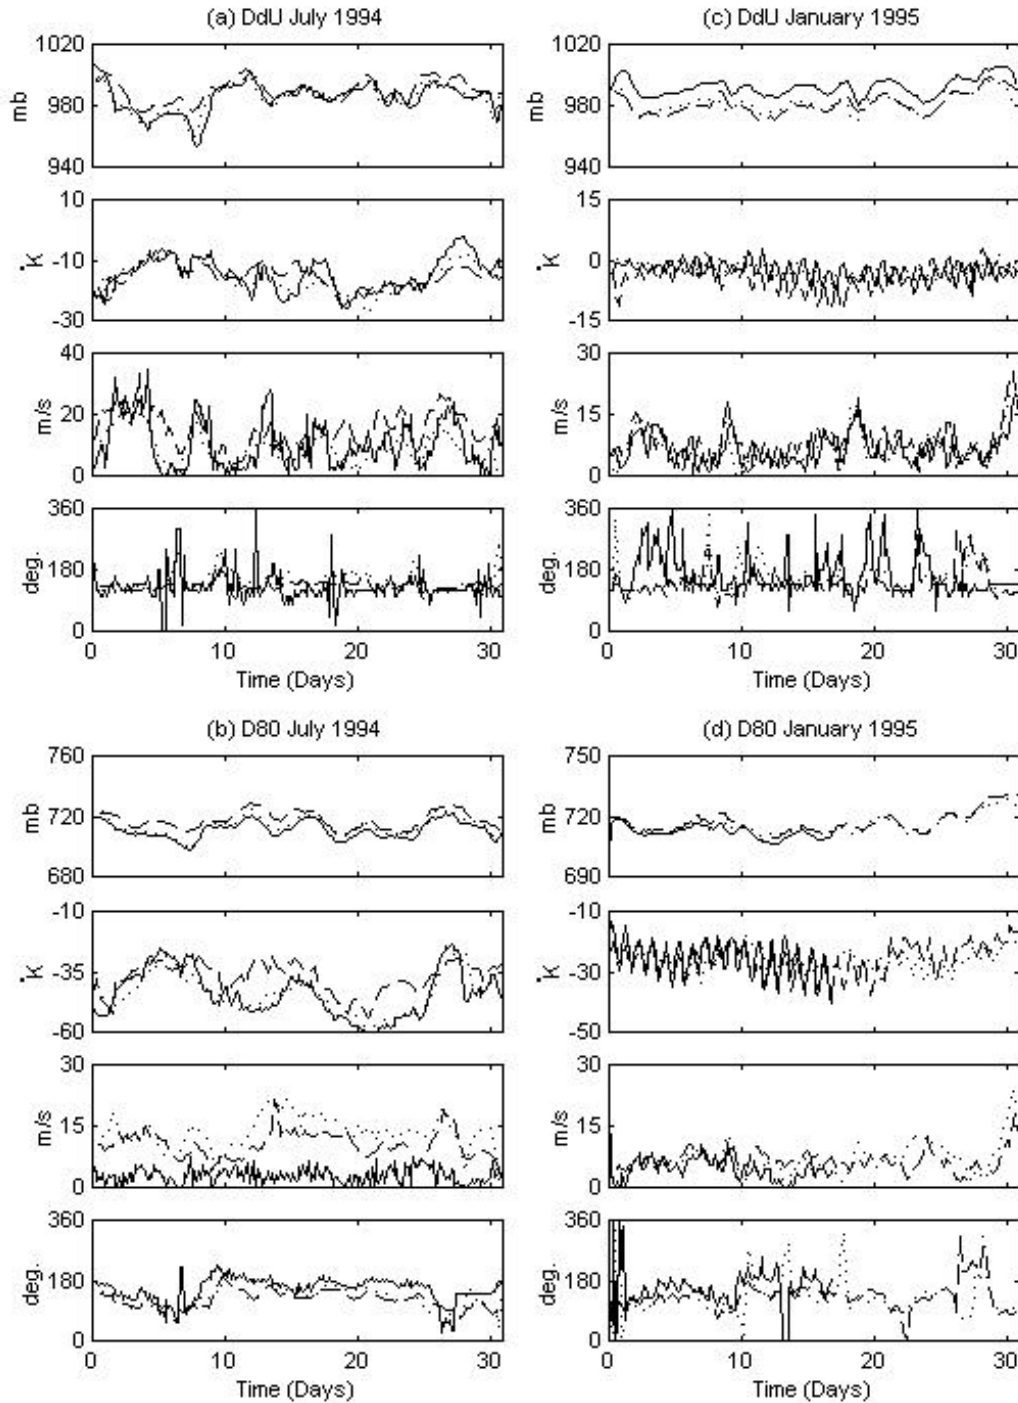 (a) DdU July 1994
1020
980
940
mb
10
-10
-30
°K
40
20
0
m/s
360
180
0
deg.
0
10
20
30
Time (Days)
(c) DdU January 1995
1020
980
940
mb
15
0
-15
°K
30
15
0
m/s
360
180
0
deg.
0
10
20
30
Time (Days)
(b) D80 July 1994
760
720
680
mb
-10
-35
-60
°K
30
15
0
m/s
360
180
0
deg.
0
10
20
30
Time (Days)
(d) D80 January 1995
750
720
690
mb
-10
-30
-50
°K
30
15
0
m/s
360
180
0
deg.
0
10
20
30
Time (Days)